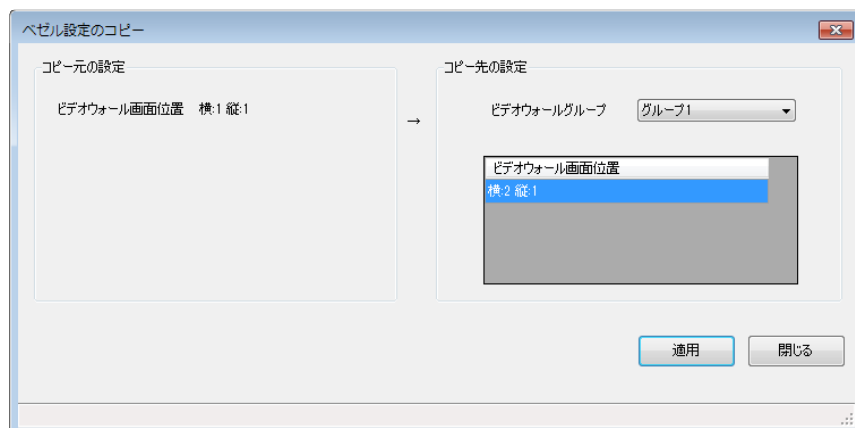 ベゼル設定のコピー
コピー元の設定
ビデオウォール画面位置 横:1 縦:1
→
コピー先の設定
ビデオウォールグループ グループ1
ビデオウォール画面位置
横:2 縦:1
適用 閉じる